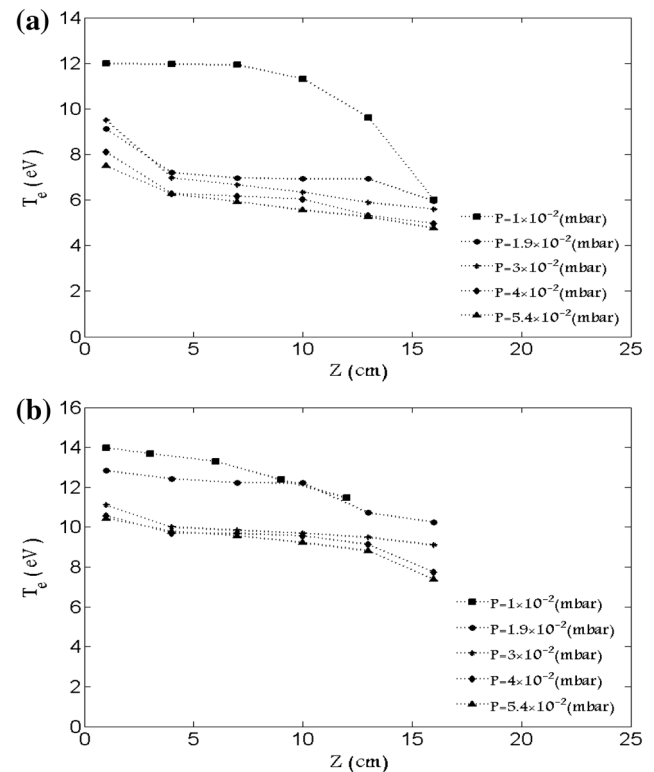 (a)
14
12
10
8
6
4
2
0
T_e (eV)
P=1×10⁻²(mbar)
P=1.9×10⁻²(mbar)
P=3×10⁻²(mbar)
P=4×10⁻²(mbar)
P=5.4×10⁻²(mbar)
0 5 10 15 20 25
Z (cm)
(b)
16
14
12
10
8
6
4
2
0
T_e (eV)
P=1×10⁻²(mbar)
P=1.9×10⁻²(mbar)
P=3×10⁻²(mbar)
P=4×10⁻²(mbar)
P=5.4×10⁻²(mbar)
0 5 10 15 20 25
Z (cm)